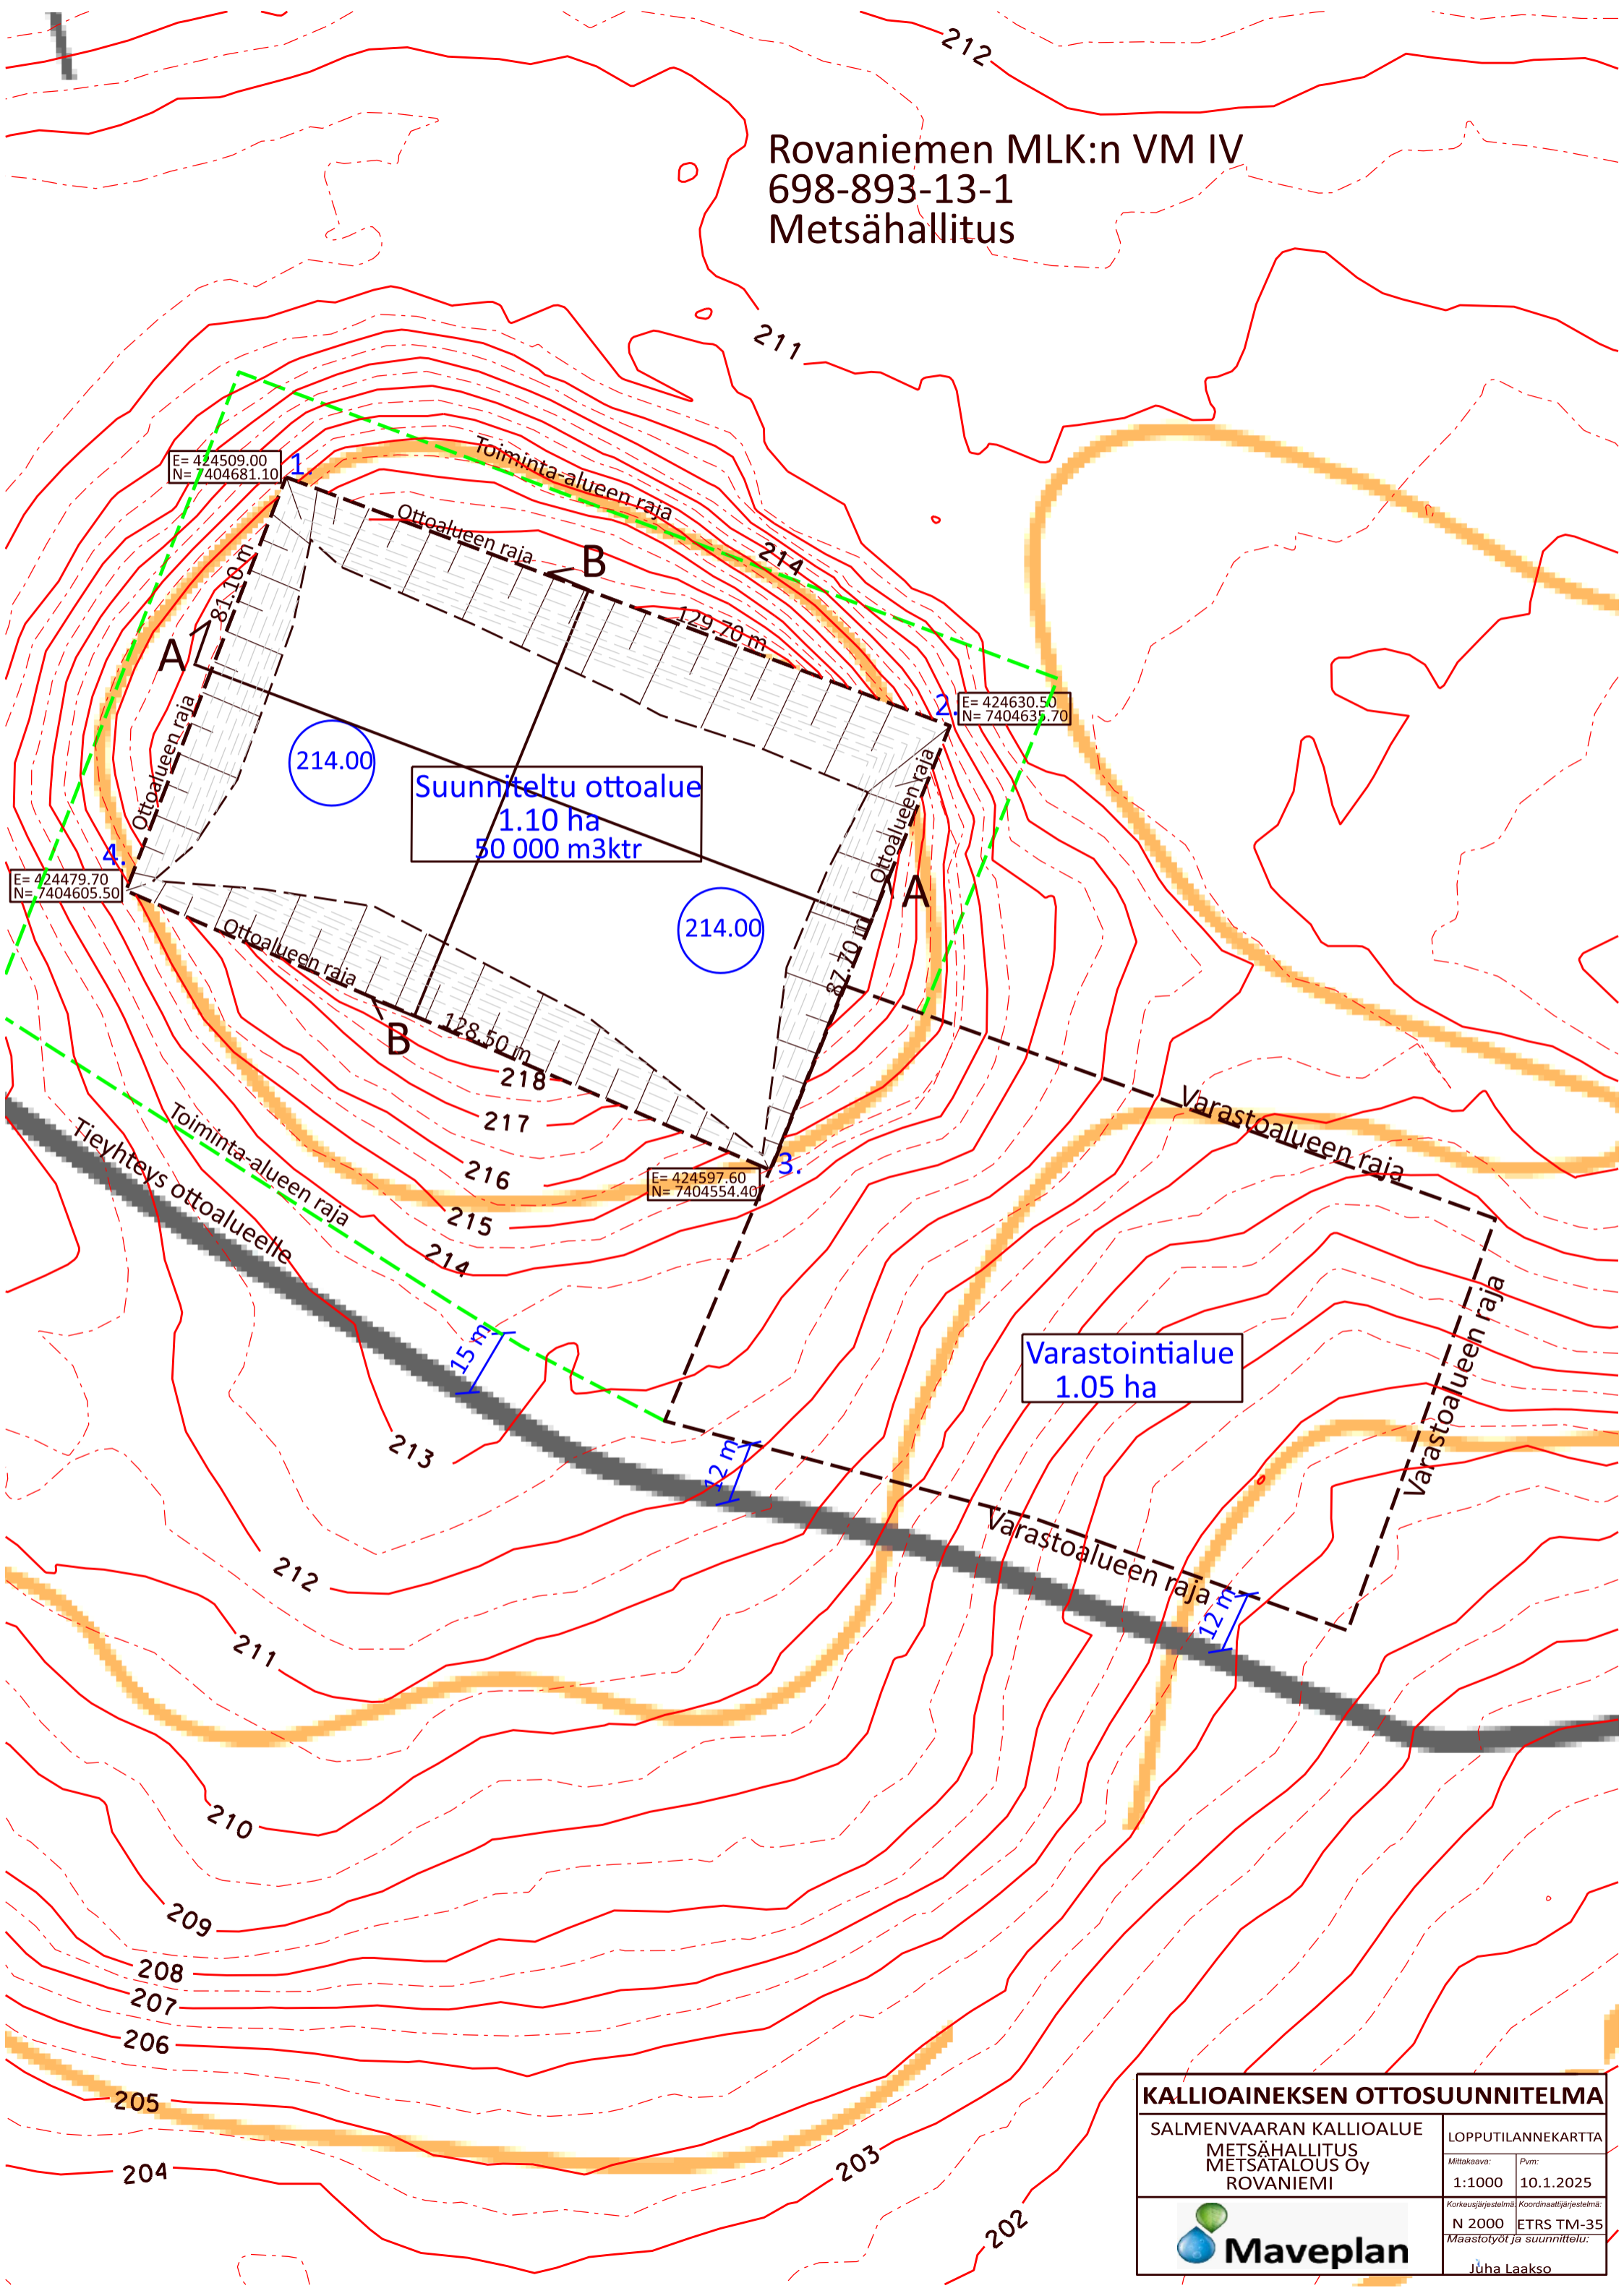 212
Rovaniemen MLK:n VM IV
698-893-13-1
Metsähallitus
211
E= 424509.00
N= 7404681.10
1.
Toiminta-alueen raja
Ottoalueen raja
B
214
81.10 m
129.70 m
A
2.
E= 424630.50
N= 7404635.70
Ottoalueen raja
214.00
Suunniteltu ottoalue
1.10 ha
50 000 m3ktr
Ottoalueen raja
4.
E= 424479.70
N= 7404605.50
A
214.00
Ottoalueen raja
87.70 m
B
128.50 m
218
217
216
215
214
3.
E= 424597.60
N= 7404554.40
Varastoalueen raja
Toiminta-alueen raja
Tieyhteys ottoalueelle
15 m
Varastointialue
1.05 ha
Varastoalueen raja
213
12 m
Varastoalueen raja
12 m
212
211
210
209
208
207
206
205
204
203
202
KALLIOAINEKSEN OTTOSUUNNITELMA
SALMENVAARAN KALLIOALUE
METSÄHALLITUS
METSÄTALOUS Oy
ROVANIEMI
LOPPUTILANNEKARTTA
Mittakaava:
Pvm:
1:1000
10.1.2025
Korkeusjärjestelmä:
Koordinaattijärjestelmä:
N 2000
ETRS TM-35
Maastotyöt ja suunnittelu:
Juha Laakso
Maveplan